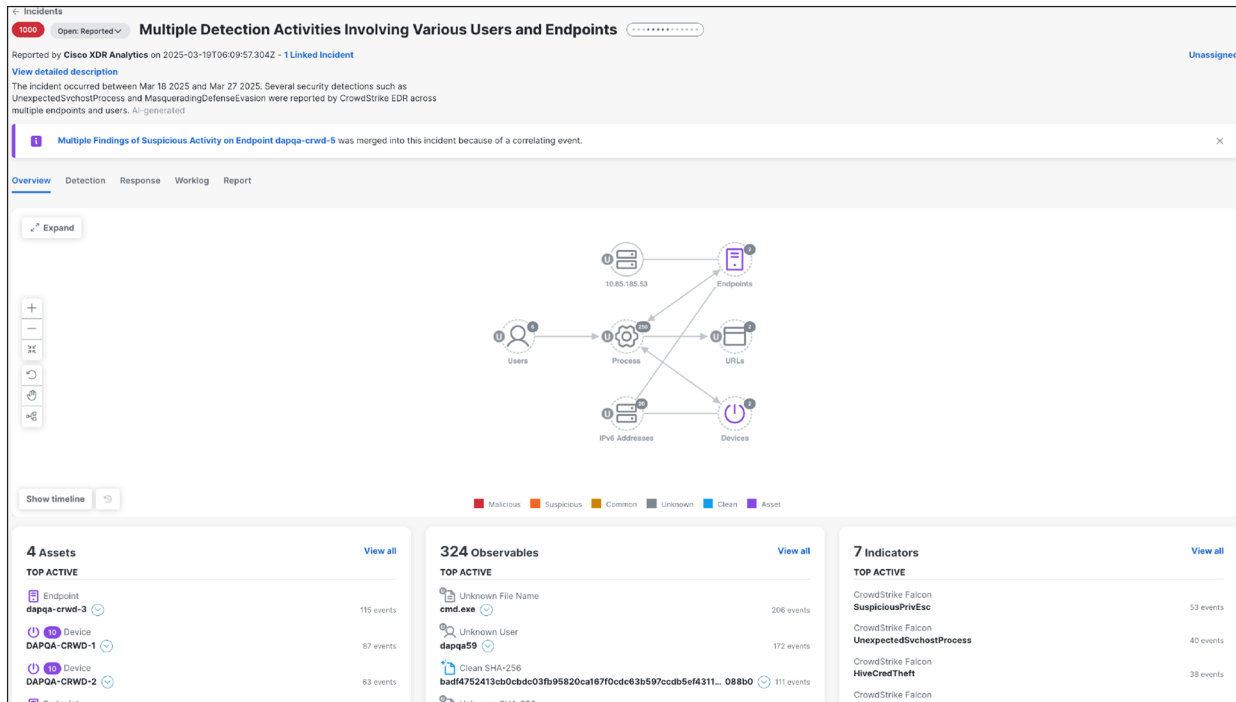 ← Incidents
1000 Open: Reported Multiple Detection Activities Involving Various Users and Endpoints
Reported by Cisco XDR Analytics on 2025-03-19T06:09:57.304Z - 1 Linked Incident Unassigned
View detailed description
The incident occurred between Mar 18 2025 and Mar 27 2025. Several security detections such as
UnexpectedSvchostProcess and MasqueradingDefenseEvasion were reported by CrowdStrike EDR across
multiple endpoints and users. AI-generated
Multiple Findings of Suspicious Activity on Endpoint dapqa-crwd-5 was merged into this incident because of a correlating event.
Overview Detection Response Worklog Report
Expand
10.85.185.53 Endpoints
U Users
U Process
U URLs
U IPv6 Addresses
Devices
Show timeline
Malicious Suspicious Common Unknown Clean Asset
4 Assets View all
TOP ACTIVE
Endpoint
dapqa-crwd-3 115 events
10 Device
DAPQA-CRWD-1 87 events
10 Device
DAPQA-CRWD-2 63 events
324 Observables View all
TOP ACTIVE
Unknown File Name
cmd.exe 206 events
Unknown User
dapqa59 172 events
Clean SHA-256
badf4752413cb0cbdc03fb95820ca167f0cdc63b597ccdb5ef4311... 088b0 111 events
7 Indicators View all
TOP ACTIVE
CrowdStrike Falcon
SuspiciousPrivEsc 53 events
CrowdStrike Falcon
UnexpectedSvchostProcess 40 events
CrowdStrike Falcon
HiveCredTheft 38 events
CrowdStrike Falcon